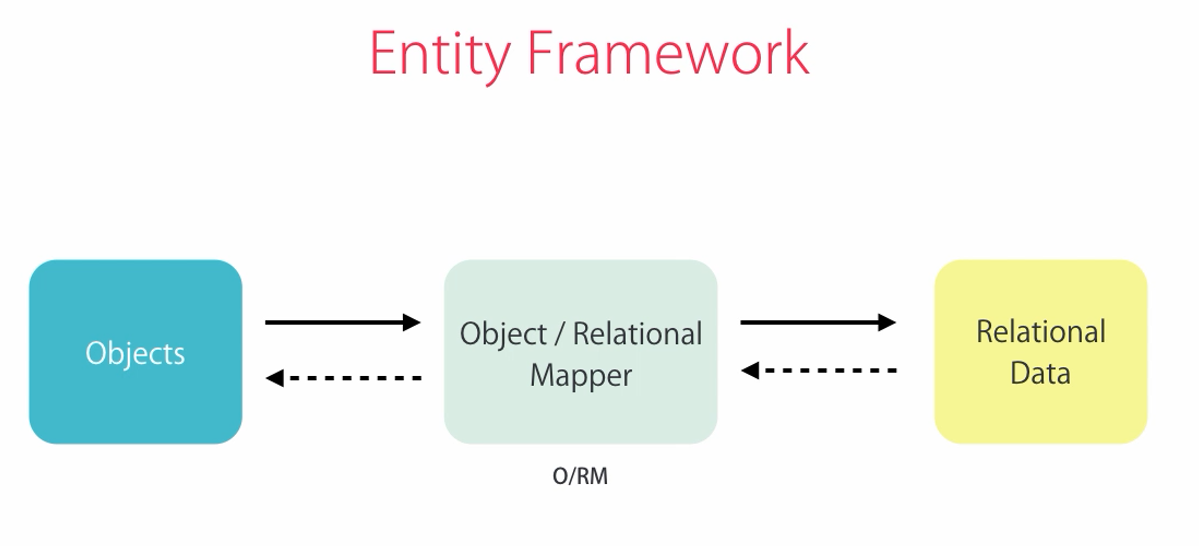 Entity Framework
Objects
Object / Relational
Mapper
Relational
Data
O/RM